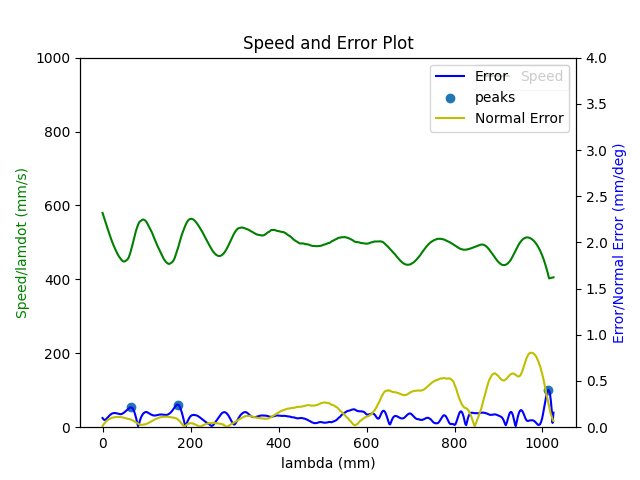 Speed and Error Plot
1000
800
600
400
200
0
Speed/lamdot (mm/s)
4.0
3.5
3.0
2.5
2.0
1.5
1.0
0.5
0.0
Error/Normal Error (mm/deg)
Error
Speed
peaks
Normal Error
0 200 400 600 800 1000
lambda (mm)